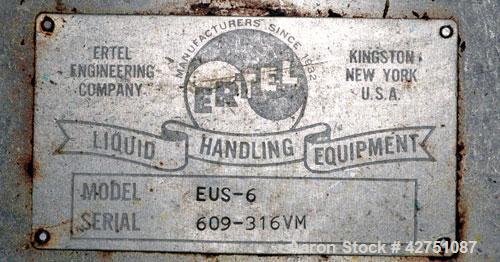 MANUFACTURERS SINCE 1932
ERTEL
ENGINEERING
COMPANY
ERTEL
KINGSTON
NEW YORK
U.S.A.
LIQUID HANDLING EQUIPMENT
MODEL EUS-6
SERIAL 609-316VM
Aaron Stock # 42751087